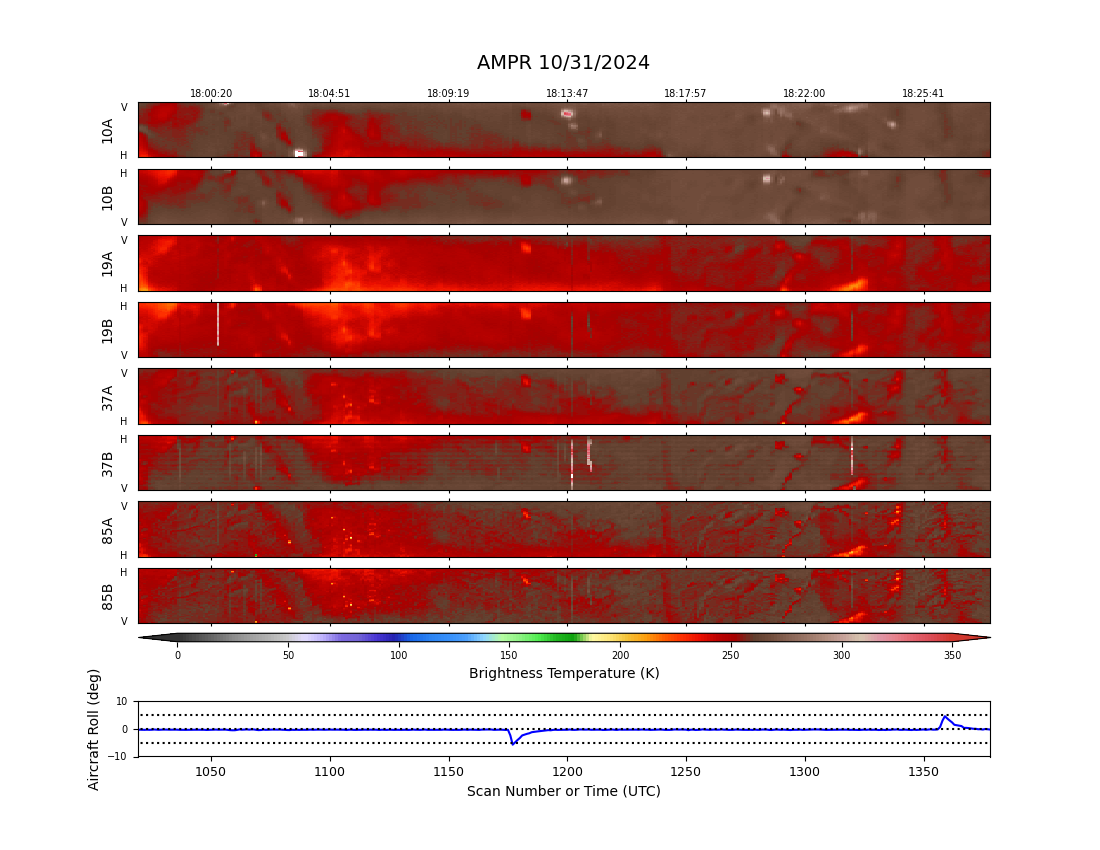 AMPR 10/31/2024
18:00:20 18:04:51 18:09:19 18:13:47 18:17:57 18:22:00 18:25:41
V
10A
H
H
10B
V
V
19A
H
H
19B
V
V
37A
H
H
37B
V
V
85A
H
H
85B
V
0 50 100 150 200 250 300 350
Brightness Temperature (K)
Aircraft Roll (deg)
10
0
−10
1050 1100 1150 1200 1250 1300 1350
Scan Number or Time (UTC)